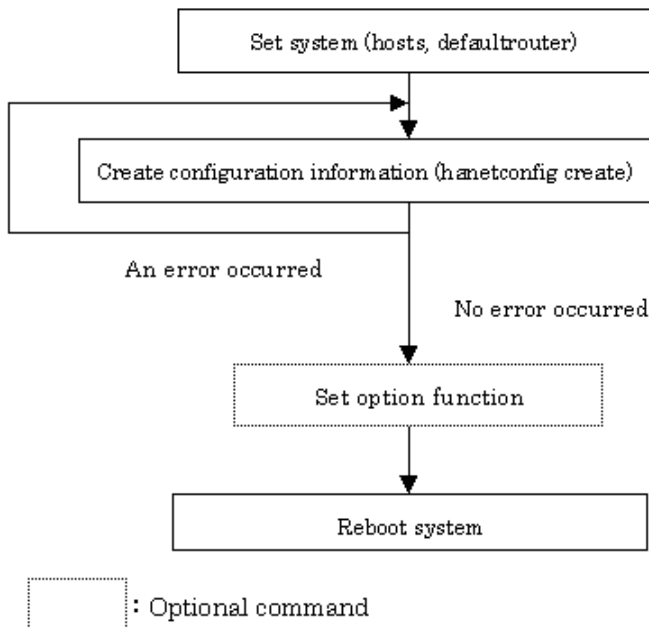 Set system (hosts, defaultrouter)
Create configuration information (hanetconfig create)
An error occurred
No error occurred
Set option function
Reboot system
: Optional command